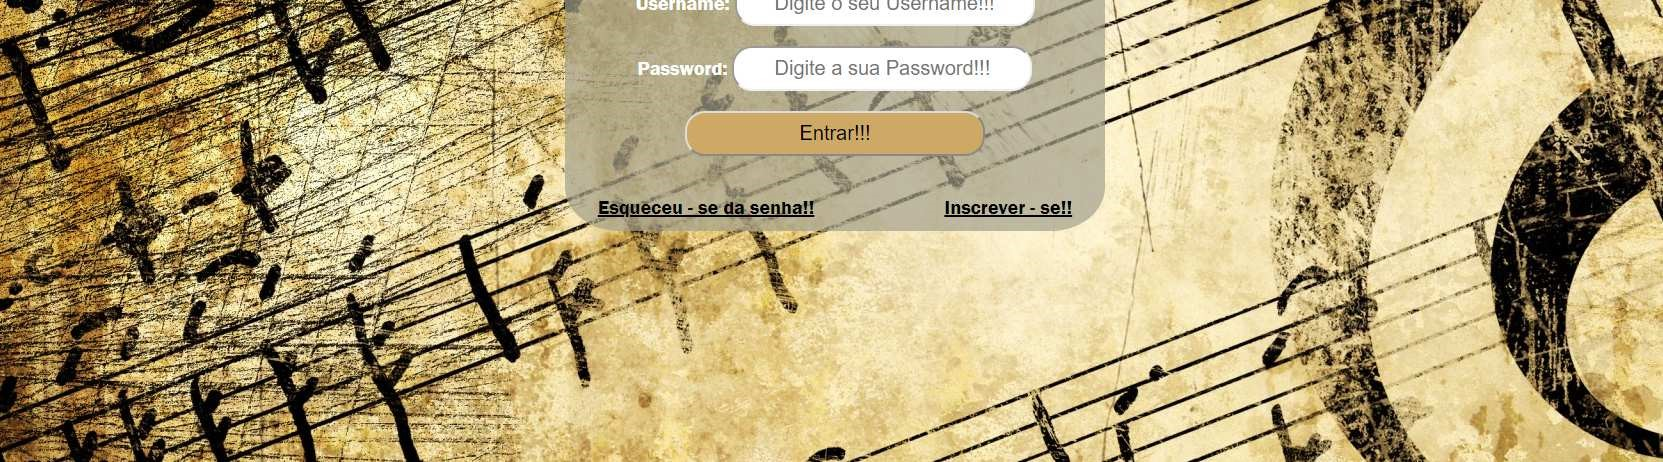 Username: Digite o seu Username!!!
Password: Digite a sua Password!!!
Entrar!!!
Esqueceu - se da senha!! Inscrever - se!!